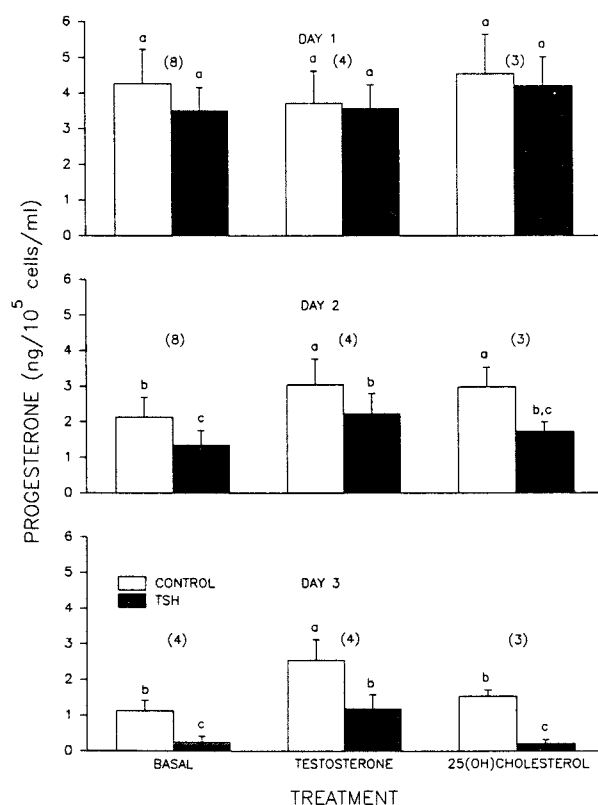 PROGESTERONE (ng/10^5 cells/ml)
DAY 1
a (8) a
a (4) a
a (3) a
6
5
4
3
2
1
0
DAY 2
(8) (4) (3)
b c
a b
a b,c
6
5
4
3
2
1
0
DAY 3
CONTROL
TSH
(4) (4) (3)
b c
a b
b c
6
5
4
3
2
1
0
BASAL TESTOSTERONE 25(OH)CHOLESTEROL
TREATMENT